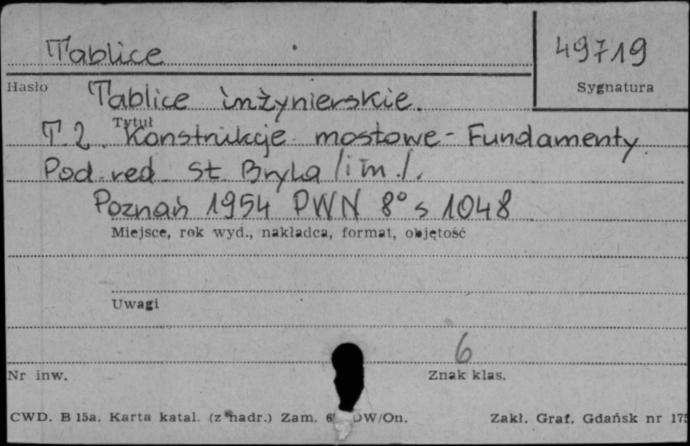 Tablice
49719
Hasło
Sygnatura
Tablice inżynierskie.
Tytuł
T.2. Konstrukcje mostowe - Fundamenty
Pod red St. Bryła /i in./.
Poznań 1954 PWN 8° s 1048
Miejsce, rok wyd., nakładca, format, objętość
Uwagi
6
Nr inw.
Znak klas.
CWD. B 15a. Karta katal. (z nadr.) Zam. DW/On.
Zakł. Graf. Gdańsk nr